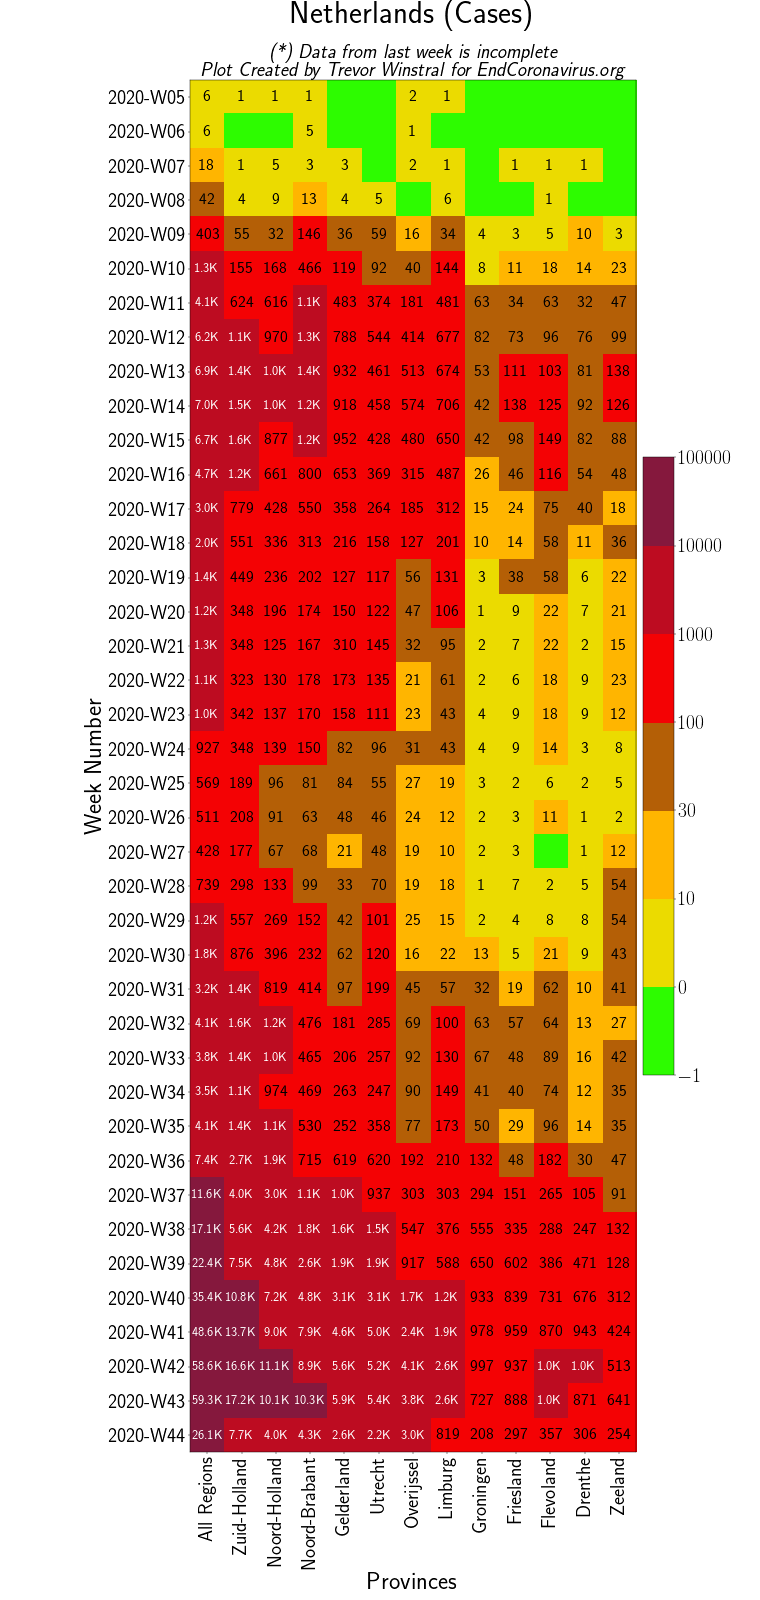 Netherlands (Cases)
(*) Data from last week is incomplete
Plot Created by Trevor Winstral for EndCoronavirus.org
2020-W05 6 1 1 1 2 1
2020-W06 6 5 1
2020-W07 18 1 5 3 3 2 1 1 1 1
2020-W08 42 4 9 13 4 5 6 1
2020-W09 403 55 32 146 36 59 16 34 4 3 5 10 3
2020-W10 1.3K 155 168 466 119 92 40 144 8 11 18 14 23
2020-W11 4.1K 624 616 1.1K 483 374 181 481 63 34 63 32 47
2020-W12 6.2K 1.1K 970 1.3K 788 544 414 677 82 73 96 76 99
2020-W13 6.9K 1.4K 1.0K 1.4K 932 461 513 674 53 111 103 81 138
2020-W14 7.0K 1.5K 1.0K 1.2K 918 458 574 706 42 138 125 92 126
2020-W15 6.7K 1.6K 877 1.2K 952 428 480 650 42 98 149 82 88
2020-W16 4.7K 1.2K 661 800 653 369 315 487 26 46 116 54 48
2020-W17 3.0K 779 428 550 358 264 185 312 15 24 75 40 18
2020-W18 2.0K 551 336 313 216 158 127 201 10 14 58 11 36
2020-W19 1.4K 449 236 202 127 117 56 131 3 38 58 6 22
2020-W20 1.2K 348 196 174 150 122 47 106 1 9 22 7 21
2020-W21 1.3K 348 125 167 310 145 32 95 2 7 22 2 15
2020-W22 1.1K 323 130 178 173 135 21 61 2 6 18 9 23
2020-W23 1.0K 342 137 170 158 111 23 43 4 9 18 9 12
2020-W24 927 348 139 150 82 96 31 43 4 9 14 3 8
2020-W25 569 189 96 81 84 55 27 19 3 2 6 2 5
2020-W26 511 208 91 63 48 46 24 12 2 3 11 1 2
2020-W27 428 177 67 68 21 48 19 10 2 3 1 12
2020-W28 739 298 133 99 33 70 19 18 1 7 2 5 54
2020-W29 1.2K 557 269 152 42 101 25 15 2 4 8 8 54
2020-W30 1.8K 876 396 232 62 120 16 22 13 5 21 9 43
2020-W31 3.2K 1.4K 819 414 97 199 45 57 32 19 62 10 41
2020-W32 4.1K 1.6K 1.2K 476 181 285 69 100 63 57 64 13 27
2020-W33 3.8K 1.4K 1.0K 465 206 257 92 130 67 48 89 16 42
2020-W34 3.5K 1.1K 974 469 263 247 90 149 41 40 74 12 35
2020-W35 4.1K 1.4K 1.1K 530 252 358 77 173 50 29 96 14 35
2020-W36 7.4K 2.7K 1.9K 715 619 620 192 210 132 48 182 30 47
2020-W37 11.6K 4.0K 3.0K 1.1K 1.0K 937 303 303 294 151 265 105 91
2020-W38 17.1K 5.6K 4.2K 1.8K 1.6K 1.5K 547 376 555 335 288 247 132
2020-W39 22.4K 7.5K 4.8K 2.6K 1.9K 1.9K 917 588 650 602 386 471 128
2020-W40 35.4K 10.8K 7.2K 4.8K 3.1K 3.1K 1.7K 1.2K 933 839 731 676 312
2020-W41 48.6K 13.7K 9.0K 7.9K 4.6K 5.0K 2.4K 1.9K 978 959 870 943 424
2020-W42 58.6K 16.6K 11.1K 8.9K 5.6K 5.2K 4.1K 2.6K 997 937 1.0K 1.0K 513
2020-W43 59.3K 17.2K 10.1K 10.3K 5.9K 5.4K 3.8K 2.6K 727 888 1.0K 871 641
2020-W44 26.1K 7.7K 4.0K 4.3K 2.6K 2.2K 3.0K 819 208 297 357 306 254
Week Number
All Regions
Zuid-Holland
Noord-Holland
Noord-Brabant
Gelderland
Utrecht
Overijssel
Limburg
Groningen
Friesland
Flevoland
Drenthe
Zeeland
Provinces
100000
10000
1000
100
30
10
0
−1